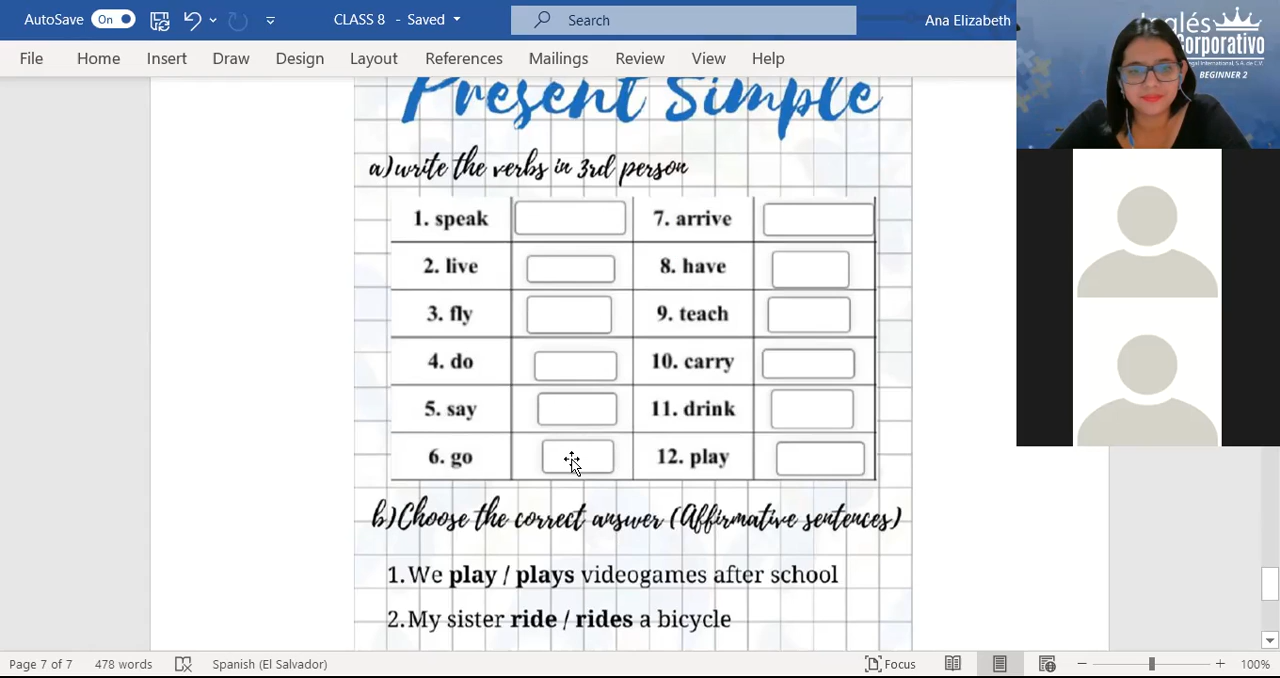 AutoSave On CLASS 8 - Saved Search Ana Elizabeth
File Home Insert Draw Design Layout References Mailings Review View Help
Inglés
Corporativo
BEGINNER 2
Present Simple
a)write the verbs in 3rd person
1. speak 7. arrive
2. live 8. have
3. fly 9. teach
4. do 10. carry
5. say 11. drink
6. go 12. play
b)Choose the correct answer (Affirmative sentences)
1.We play / plays videogames after school
2.My sister ride / rides a bicycle
Page 7 of 7 478 words Spanish (El Salvador) Focus 100%